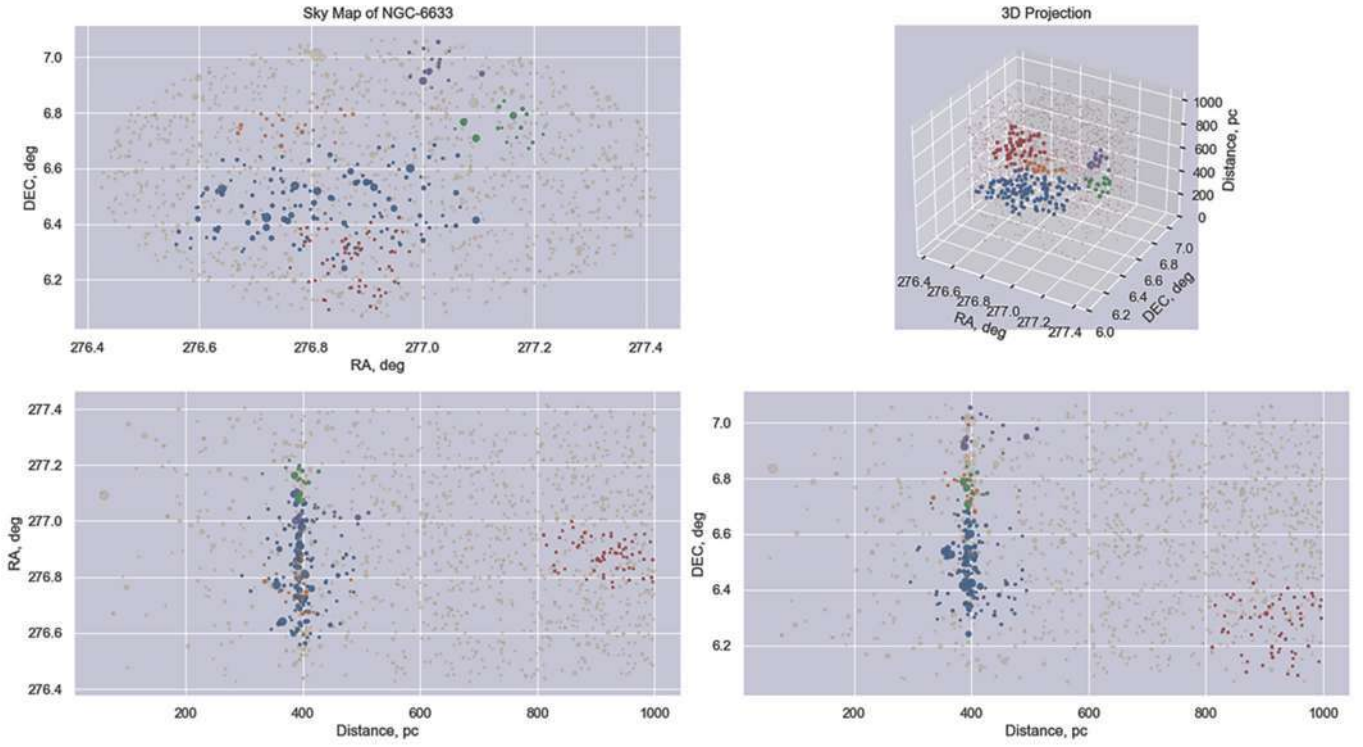 Sky Map of NGC-6633
7.0
6.8
6.6
6.4
6.2
DEC, deg
276.4 276.6 276.8 277.0 277.2 277.4
RA, deg
3D Projection
1000
800
600
400
200
0
Distance, pc
7.0
6.8
6.6
6.4
6.2
6.0
DEC, deg
276.4 276.6 276.8 277.0 277.2 277.4
RA, deg
277.4
277.2
277.0
276.8
276.6
276.4
RA, deg
200 400 600 800 1000
Distance, pc
7.0
6.8
6.6
6.4
6.2
DEC, deg
200 400 600 800 1000
Distance, pc